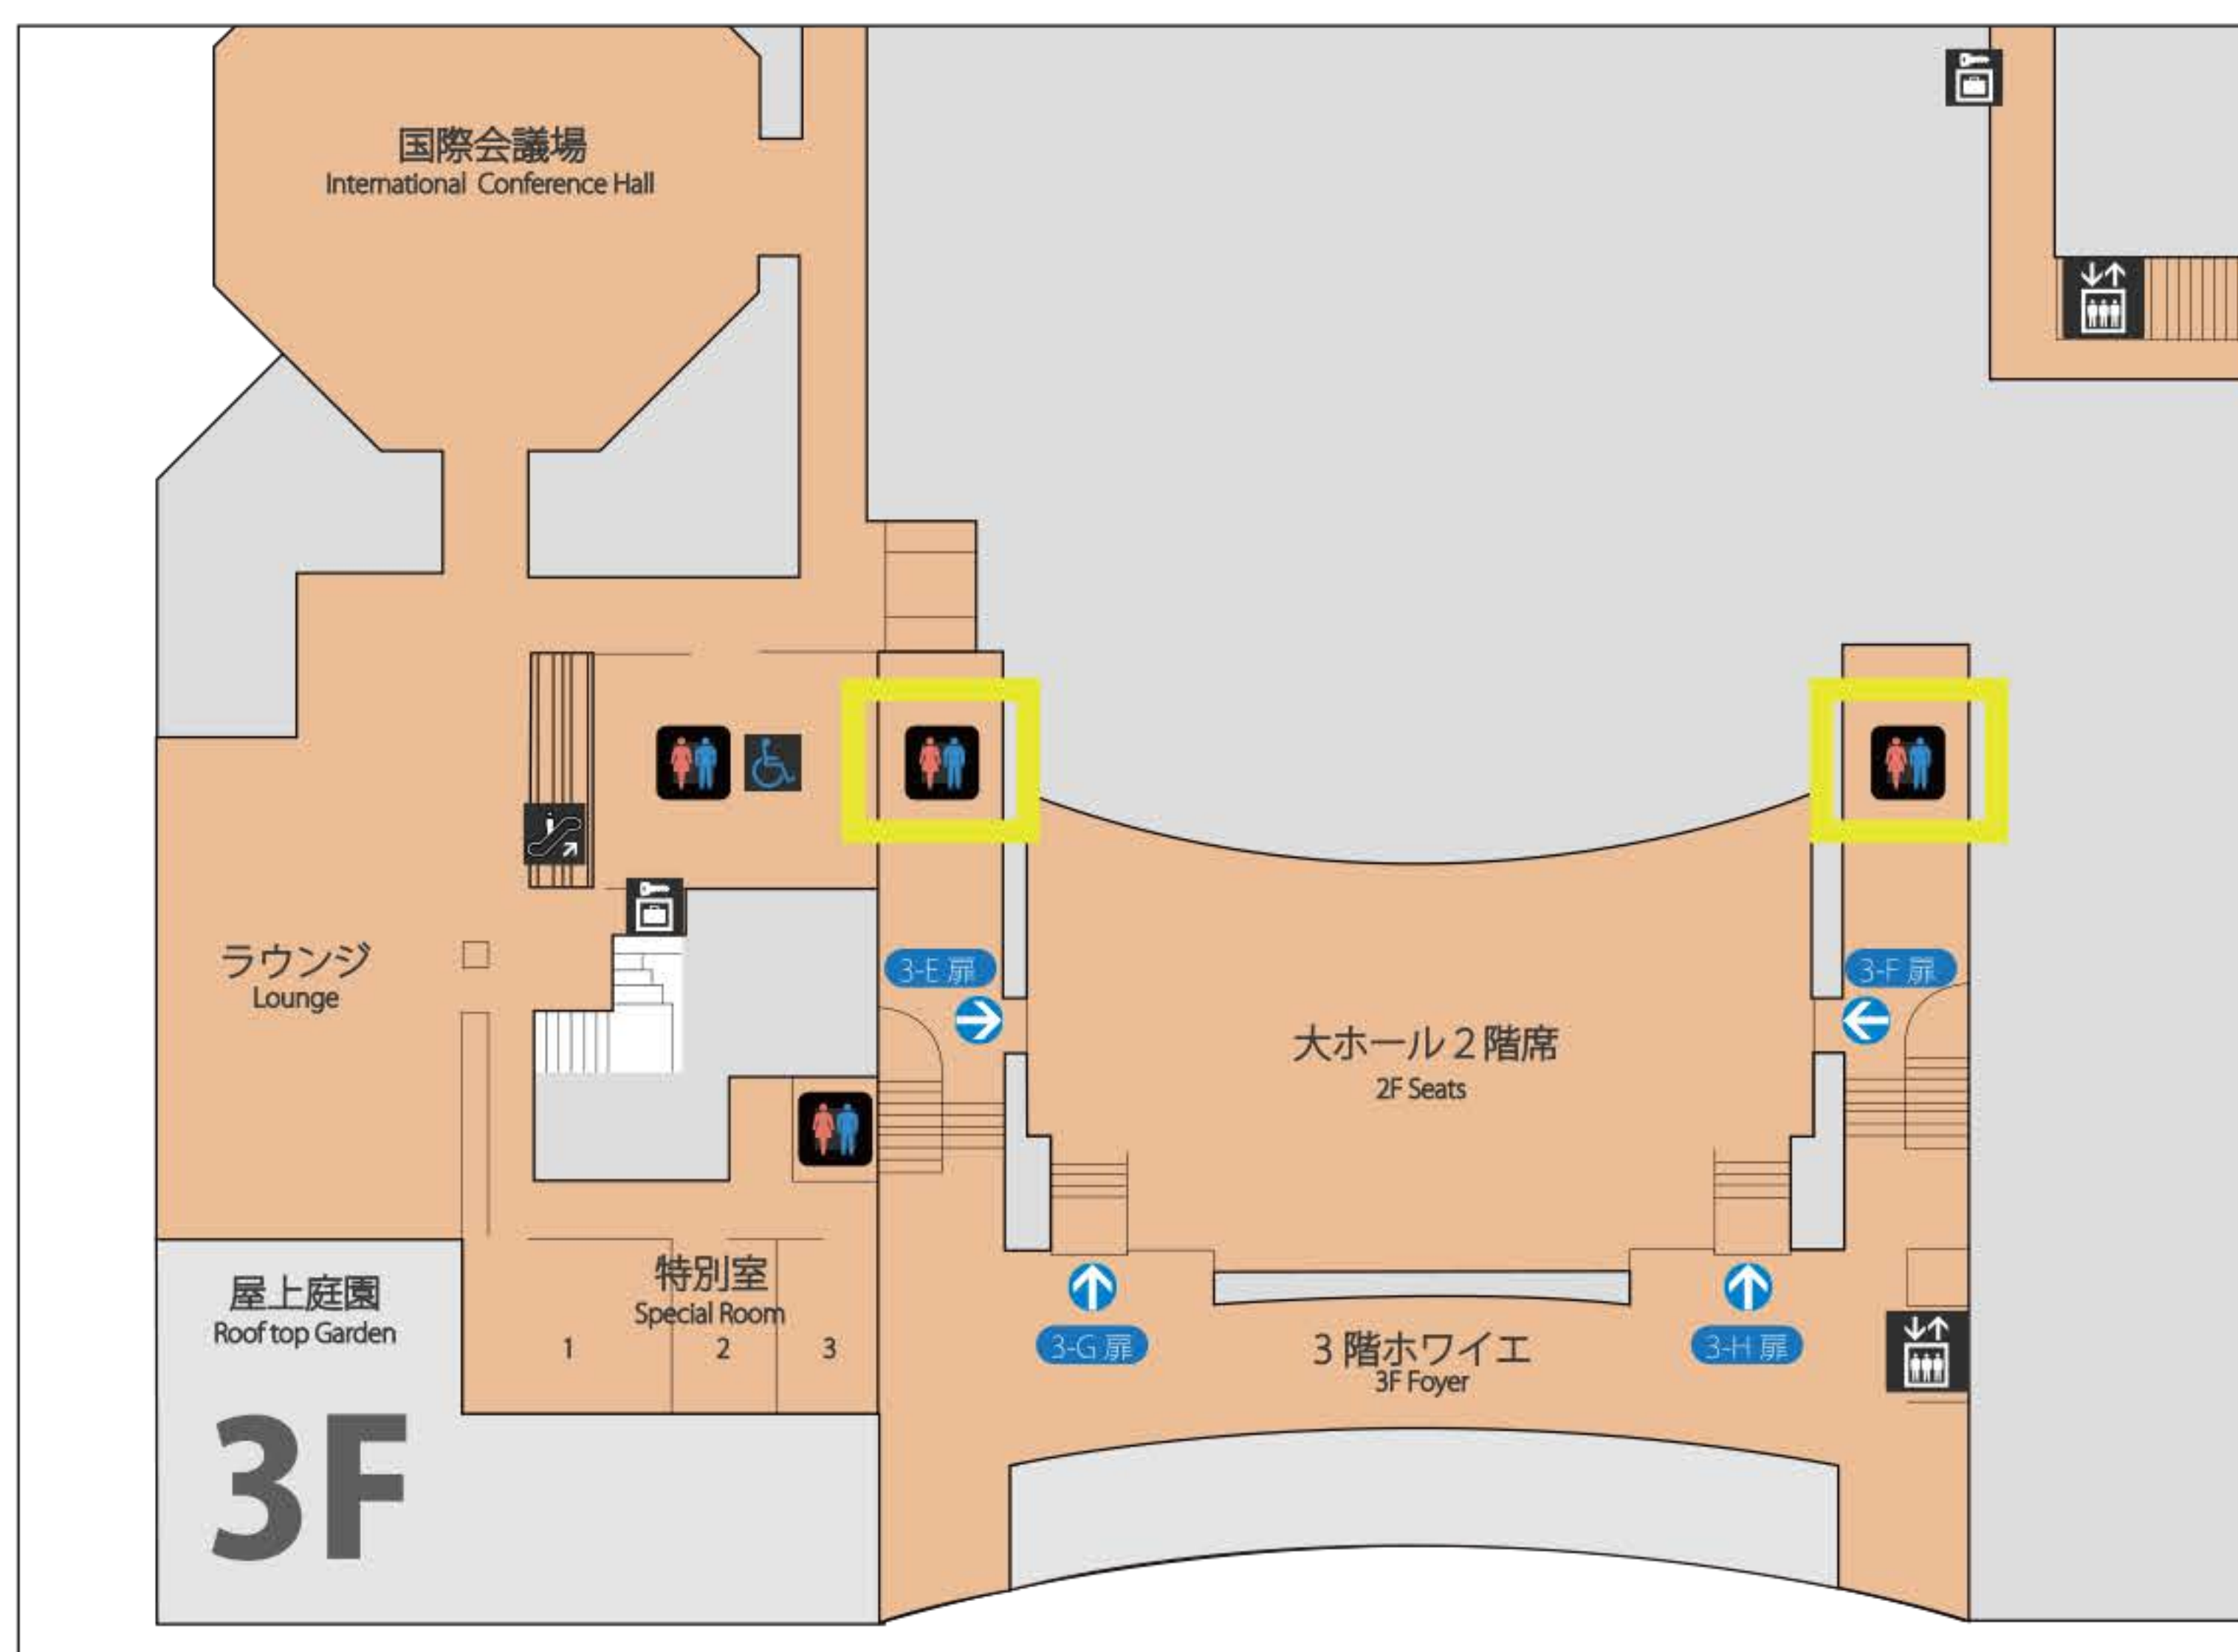 国際会議場
International Conference Hall
ラウンジ
Lounge
3-E 扉
3-F 扉
大ホール２階席
2F Seats
屋上庭園
Roof top Garden
特別室
Special Room
1
2
3
3-G 扉
３階ホワイエ
3F Foyer
3-H 扉
3F